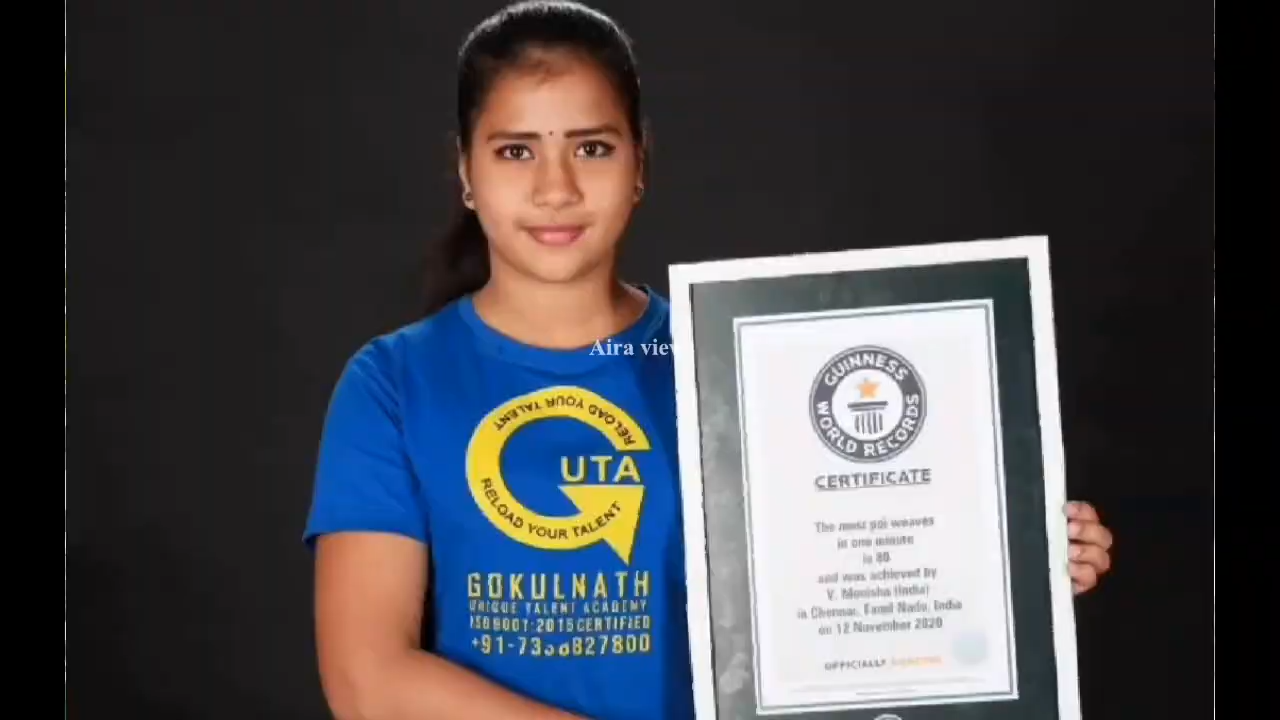 Aira view
RELOAD YOUR TALENT
RELOAD YOUR TALENT
UTA
GOKULNATH
UNIQUE TALENT ACADEMY
ISO 9001:2015 CERTIFIED
GUINNESS
WORLD RECORDS
CERTIFICATE
The most poi weaves
in one minute
is 80
and was achieved by
V. Monisha (India)
in Chennai, Tamil Nadu, India
on 12 November 2020
OFFICIALLY AMAZING